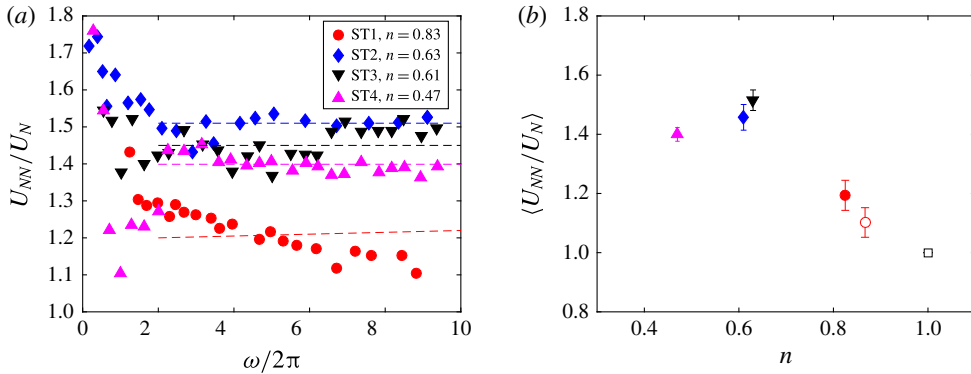 (a)
1.8
1.7
1.6
1.5
1.4
1.3
1.2
1.1
1.0
U_NN/U_N
ST1, n = 0.83
ST2, n = 0.63
ST3, n = 0.61
ST4, n = 0.47
0 2 4 6 8 10
ω/2π
(b)
1.8
1.6
1.4
1.2
1.0
0.8
⟨U_NN/U_N⟩
0.4 0.6 0.8 1.0
n